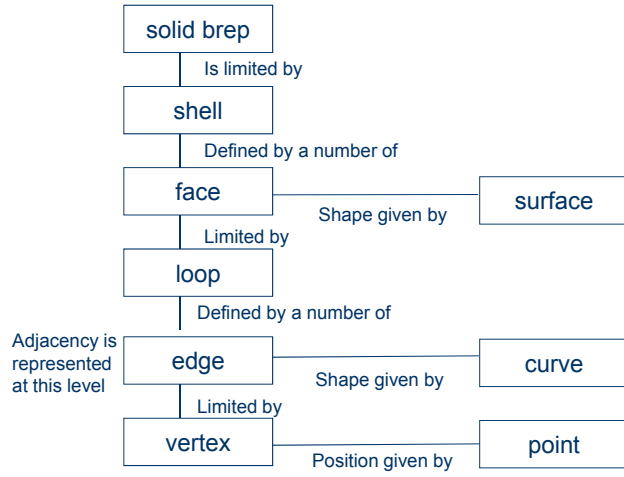 solid brep
Is limited by
shell
Defined by a number of
face
surface
Shape given by
Limited by
loop
Defined by a number of
Adjacency is
represented
at this level
edge
curve
Shape given by
Limited by
vertex
point
Position given by